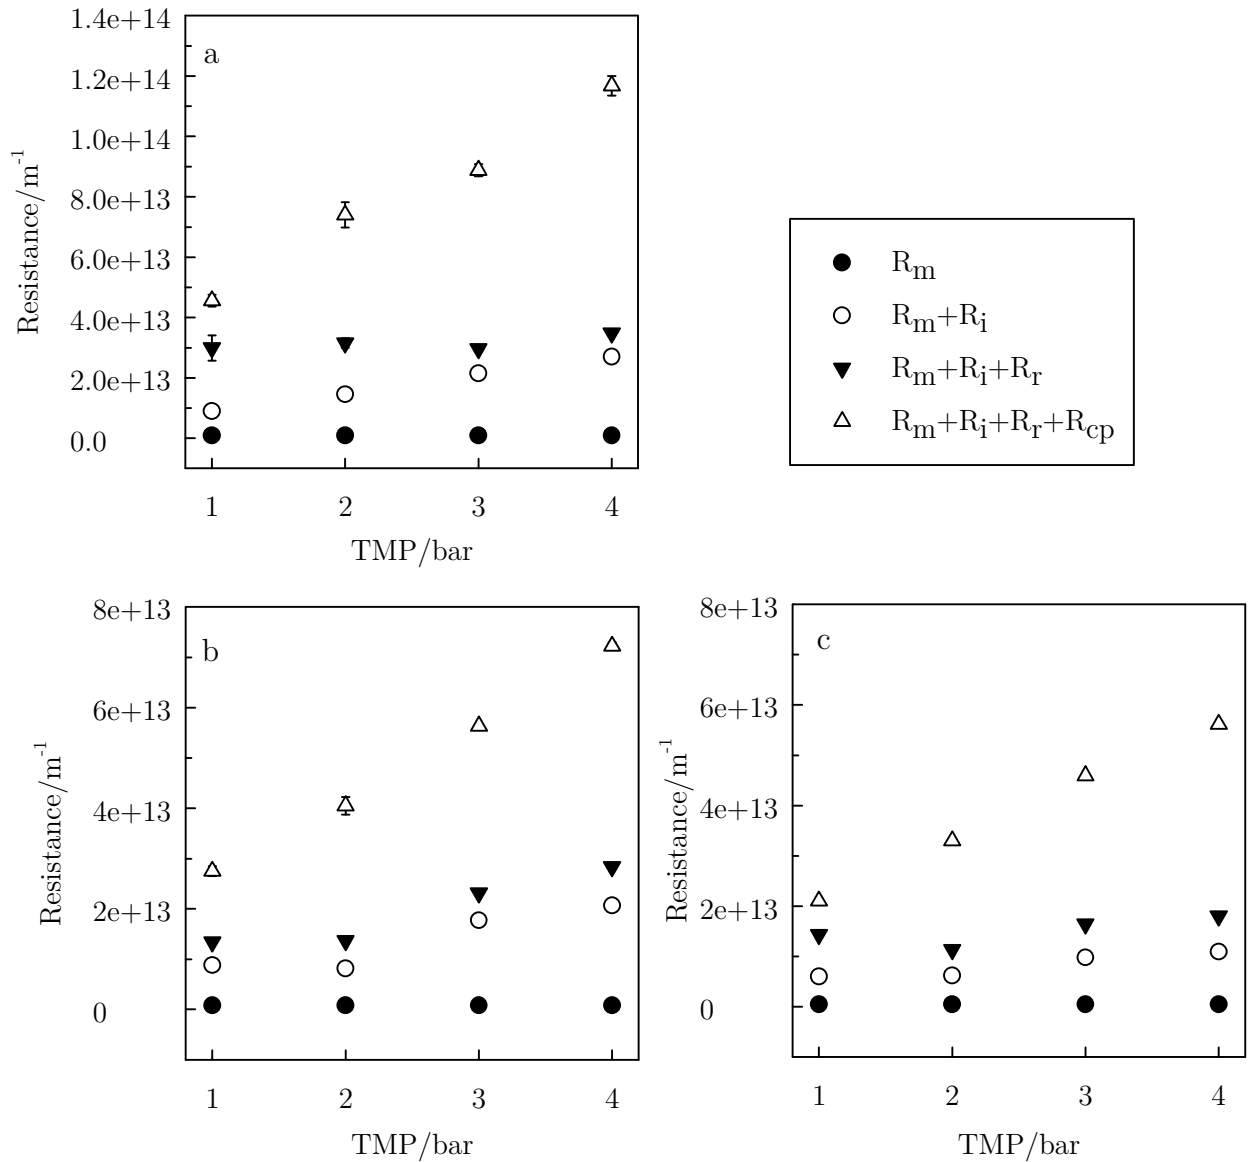 1.4e+14
1.2e+14
1.0e+14
8.0e+13
6.0e+13
4.0e+13
2.0e+13
0.0
Resistance/m⁻¹
a
1 2 3 4
TMP/bar
Rₘ
Rₘ+Rᵢ
Rₘ+Rᵢ+Rᵣ
Rₘ+Rᵢ+Rᵣ+R_cp
8e+13
6e+13
4e+13
2e+13
0
Resistance/m⁻¹
b
1 2 3 4
TMP/bar
8e+13
6e+13
4e+13
2e+13
0
Resistance/m⁻¹
c
1 2 3 4
TMP/bar